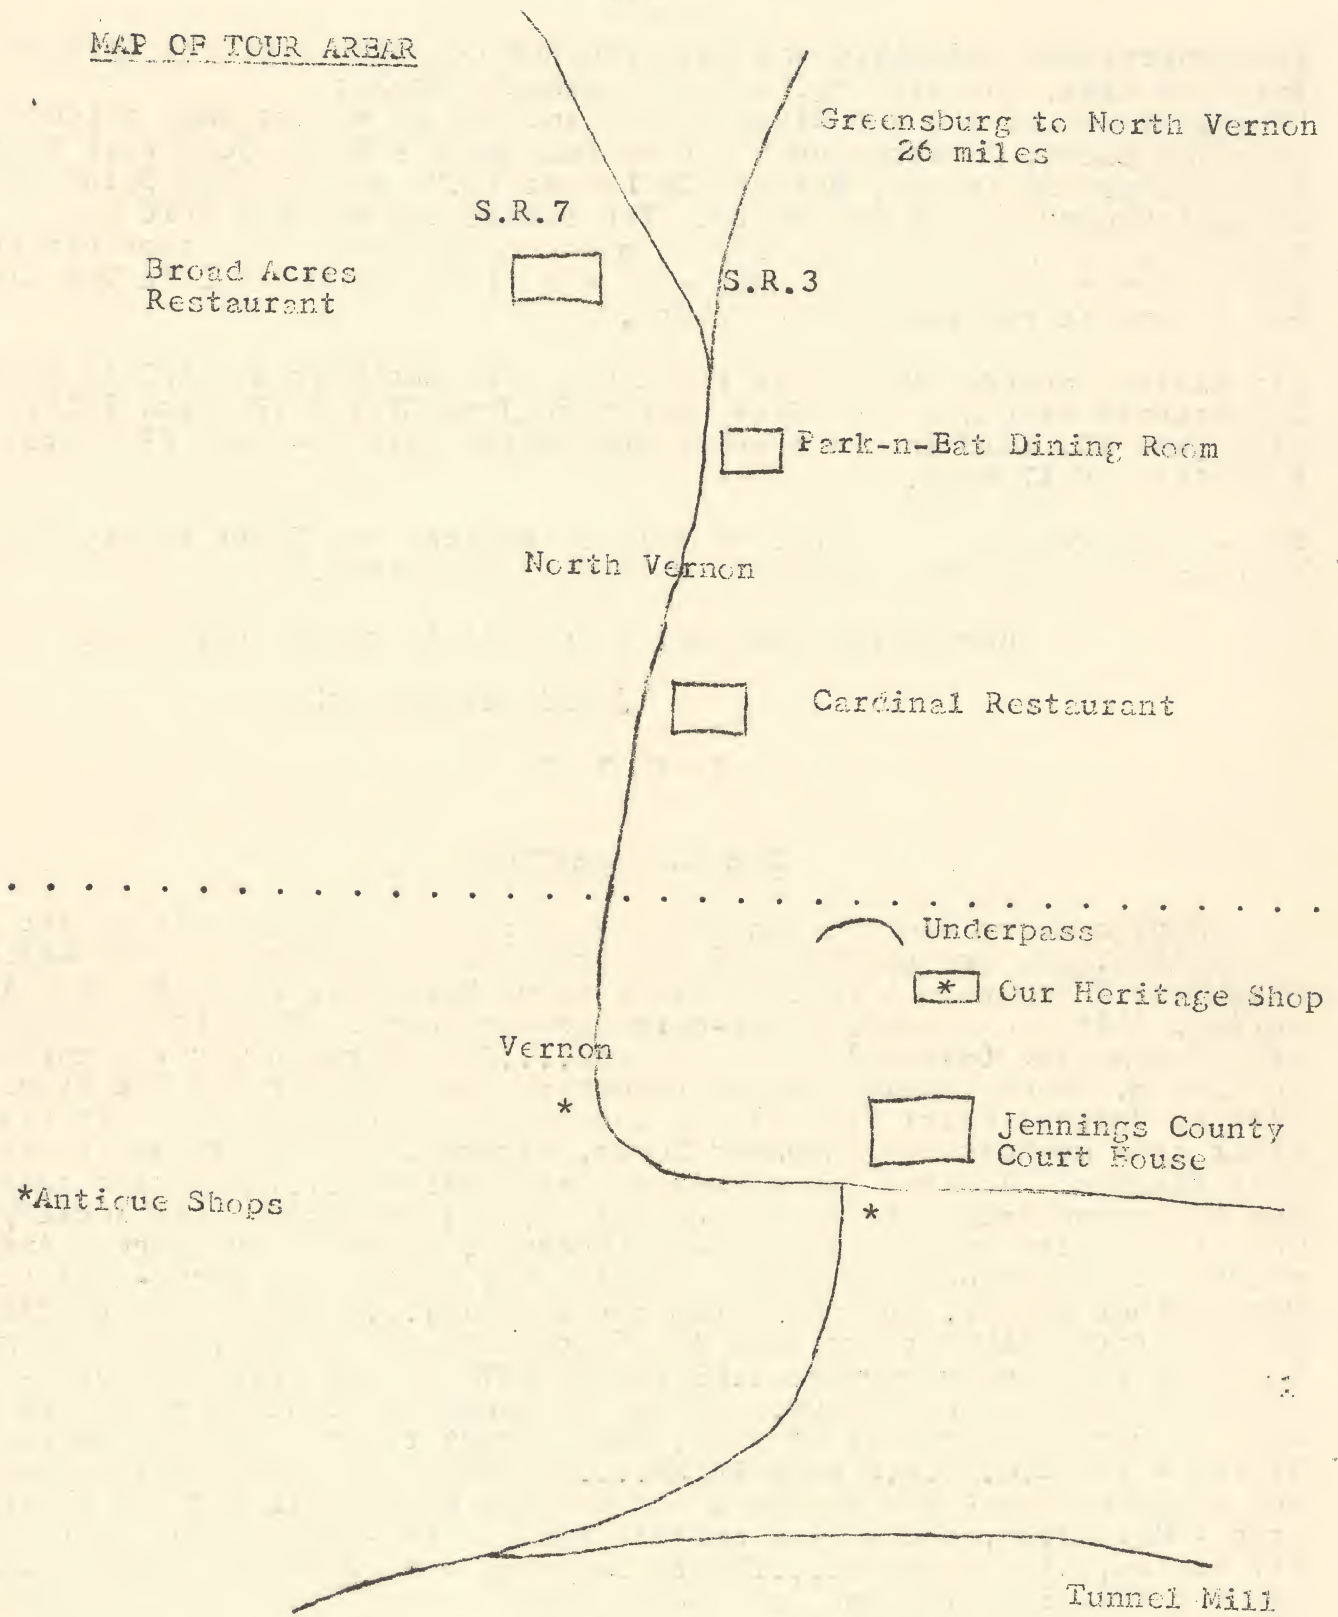 MAP OF TOUR AREAR
Greensburg to North Vernon
26 miles
S.R.7
Broad Acres
Restaurant
S.R.3
Park-n-Eat Dining Room
North Vernon
Cardinal Restaurant
Underpass
* Our Heritage Shop
Vernon
*
Jennings County
Court House
*Antique Shops
*
Tunnel Mill